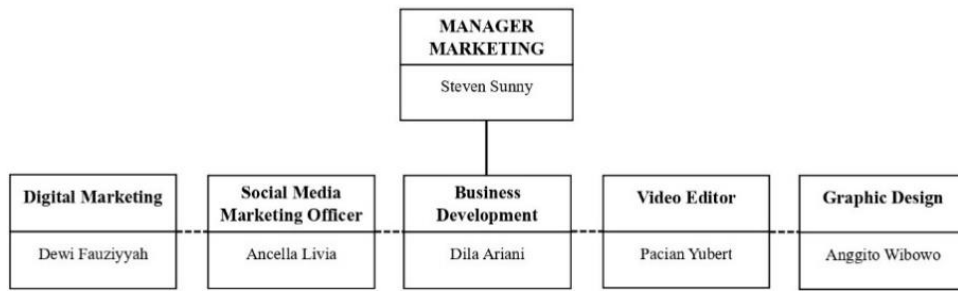 MANAGER
MARKETING
Steven Sunny
Digital Marketing
Dewi Fauziyyah
Social Media
Marketing Officer
Ancella Livia
Business
Development
Dila Ariani
Video Editor
Pacian Yubert
Graphic Design
Anggito Wibowo